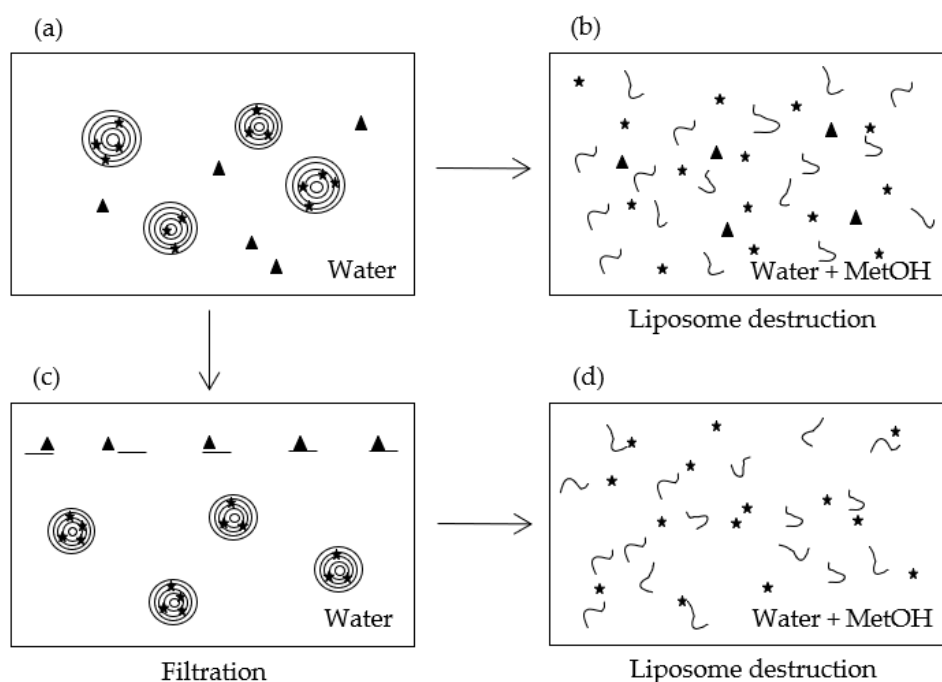 (a)
Water
(b)
Water + MetOH
Liposome destruction
(c)
Water
Filtration
(d)
Water + MetOH
Liposome destruction